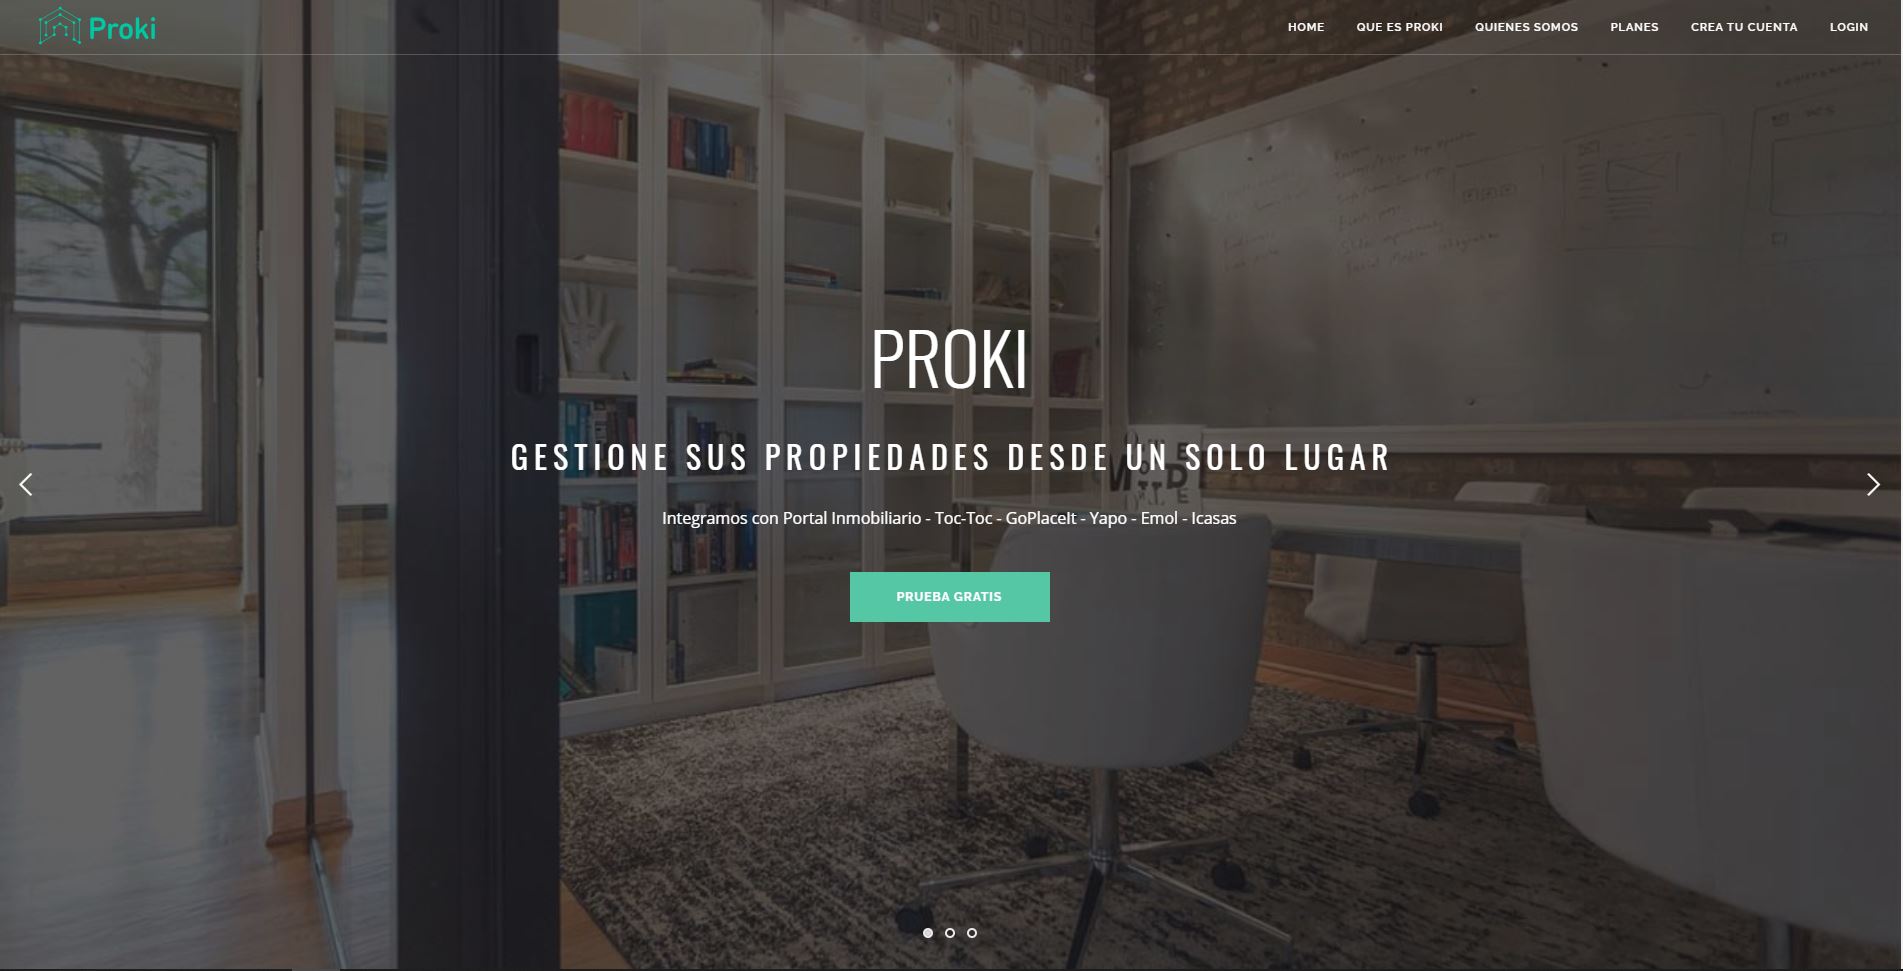 Proki
HOME QUE ES PROKI QUIENES SOMOS PLANES CREA TU CUENTA LOGIN
PROKI
GESTIONE SUS PROPIEDADES DESDE UN SOLO LUGAR
Integramos con Portal Inmobiliario - Toc-Toc - GoPlaceIt - Yapo - Emol - Icasas
PRUEBA GRATIS